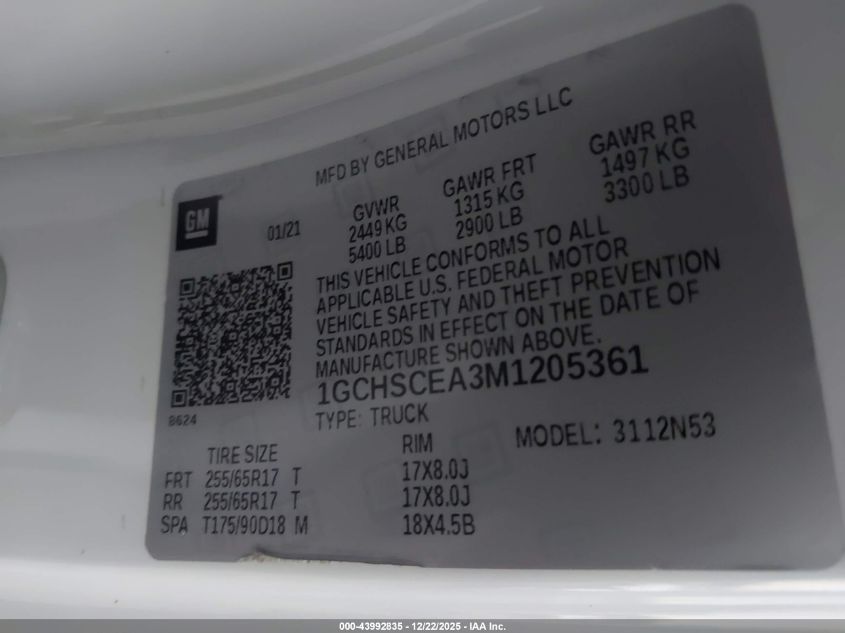 MFD BY GENERAL MOTORS LLC
GM
01/21
GVWR
2449 KG
5400 LB
GAWR FRT
1315 KG
2900 LB
GAWR RR
1497 KG
3300 LB
THIS VEHICLE CONFORMS TO ALL
APPLICABLE U.S. FEDERAL MOTOR
VEHICLE SAFETY AND THEFT PREVENTION
STANDARDS IN EFFECT ON THE DATE OF
MANUFACTURE SHOWN ABOVE.
1GCHSCEA3M1205361
8624
TYPE: TRUCK
MODEL: 3112N53
TIRE SIZE RIM
FRT 255/65R17 T 17X8.0J
RR 255/65R17 T 17X8.0J
SPA T175/90D18 M 18X4.5B
000-43992835 - 12/22/2025 - IAA Inc.